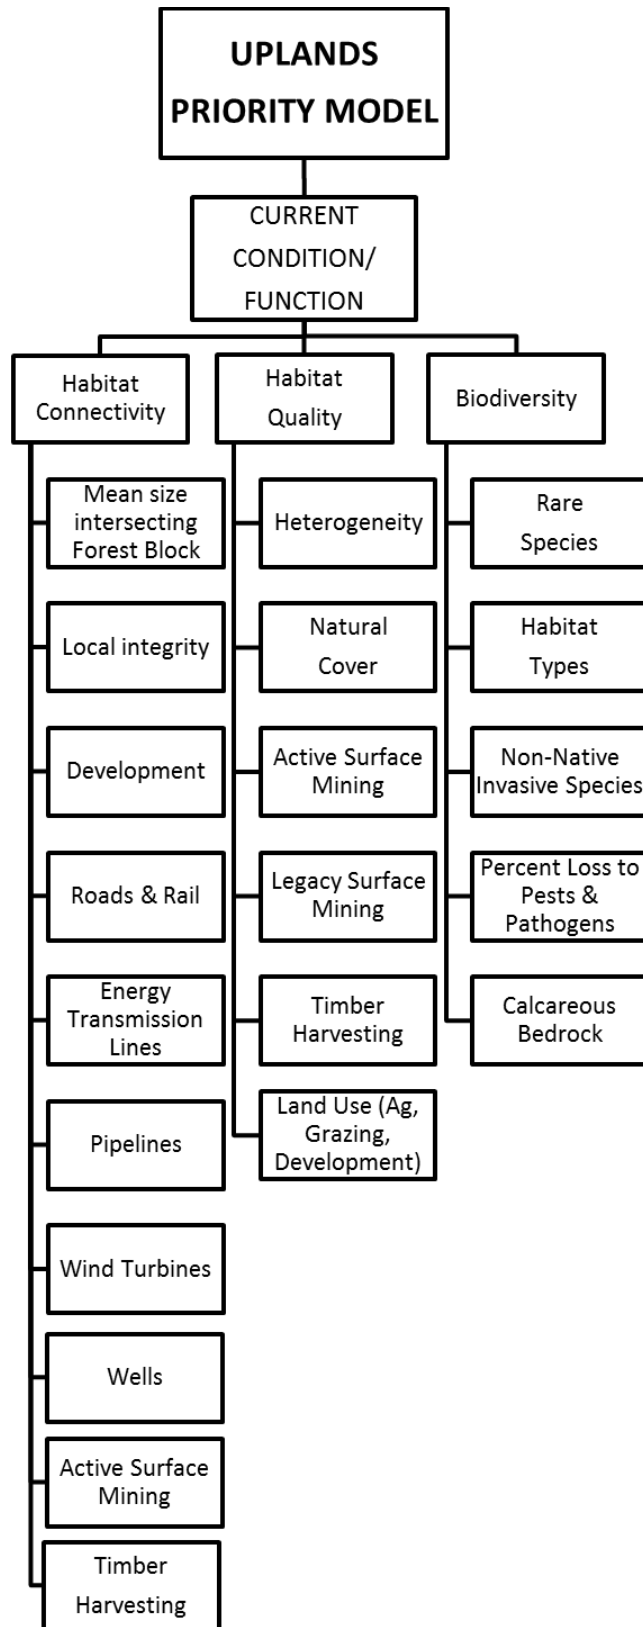 UPLANDS
PRIORITY MODEL
CURRENT
CONDITION/
FUNCTION
Habitat
Connectivity
Habitat
Quality
Biodiversity
Mean size
intersecting
Forest Block
Local integrity
Development
Roads & Rail
Energy
Transmission
Lines
Pipelines
Wind Turbines
Wells
Active Surface
Mining
Timber
Harvesting
Heterogeneity
Natural
Cover
Active Surface
Mining
Legacy Surface
Mining
Timber
Harvesting
Land Use (Ag,
Grazing,
Development)
Rare
Species
Habitat
Types
Non-Native
Invasive Species
Percent Loss to
Pests &
Pathogens
Calcareous
Bedrock